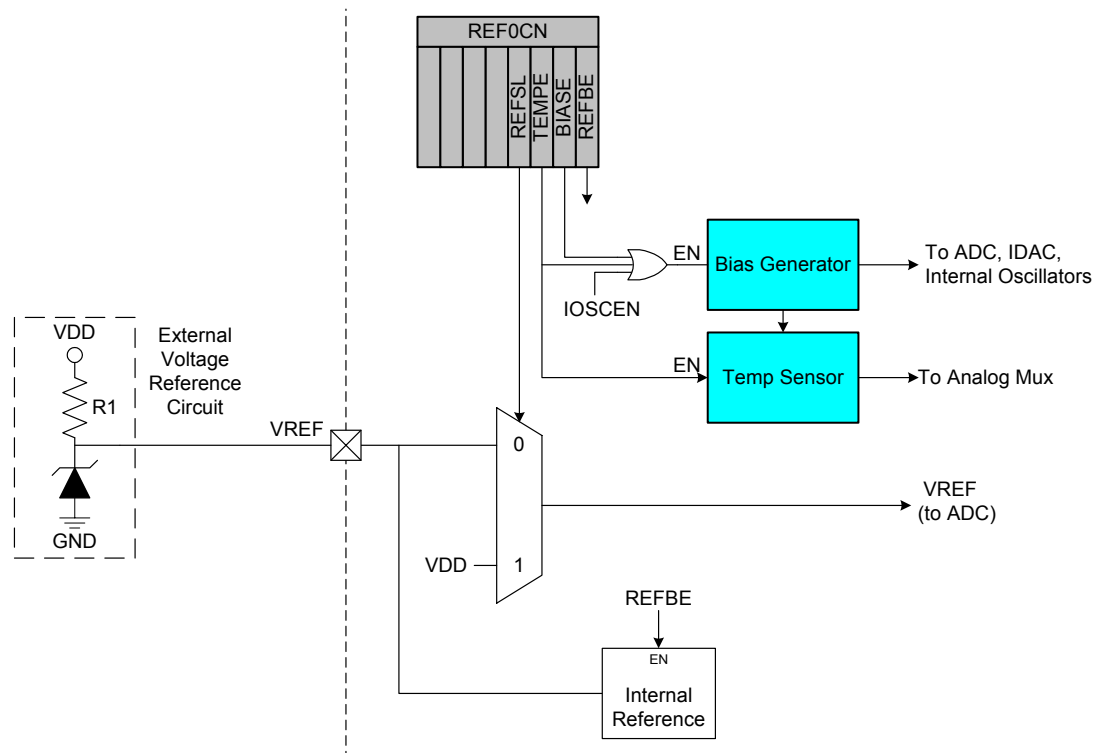 REF0CN
REFSL
TEMPE
BIASE
REFBE
EN
Bias Generator
To ADC, IDAC,
Internal Oscillators
IOSCEN
VDD
External
Voltage
Reference
Circuit
R1
GND
EN
Temp Sensor
To Analog Mux
VREF
0
VREF
(to ADC)
VDD
1
REFBE
EN
Internal
Reference